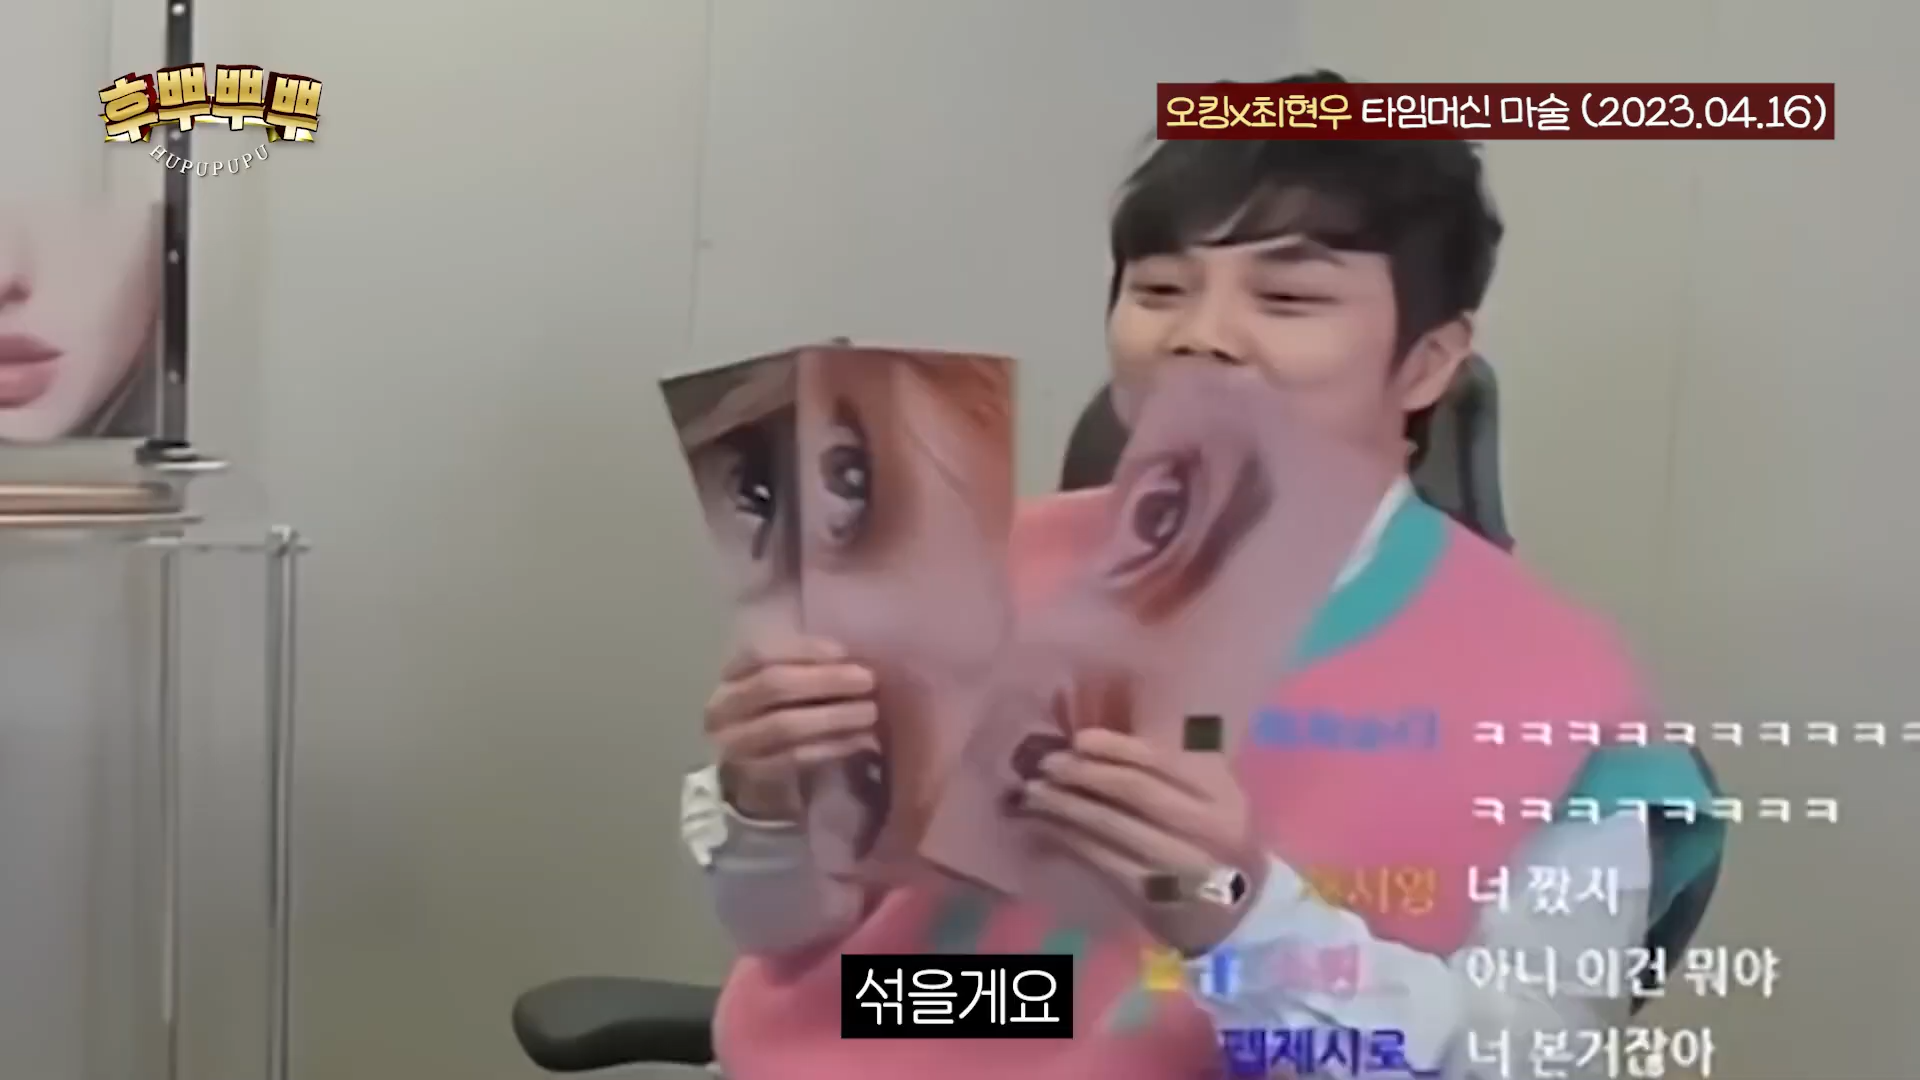 후뿌뿌뿌
HUPUPUPU
오킹x최현우 타임머신 마술 (2023.04.16)
ㅋㅋㅋㅋㅋㅋㅋㅋㅋㅋ
ㅋㅋㅋㅋㅋㅋㅋㅋ
너 짰지
아니 이건 뭐야
섞을게요
너 본거잖아